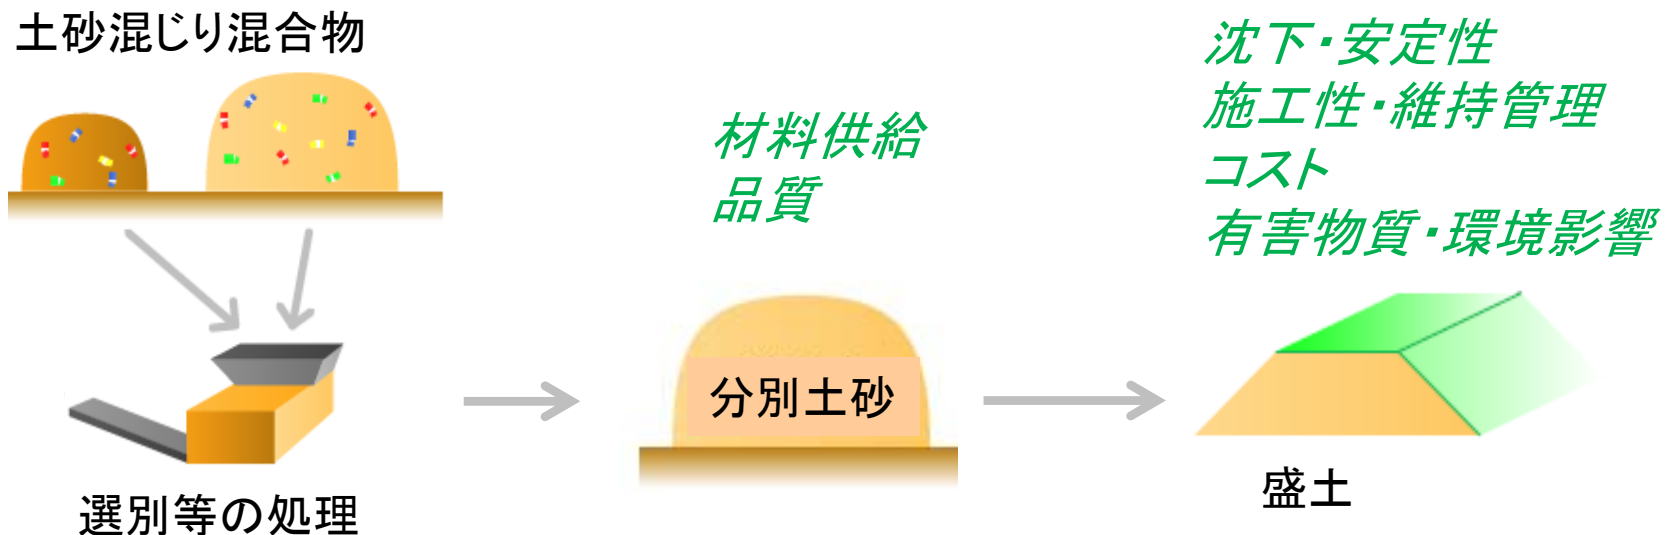 土砂混じり混合物
選別等の処理
材料供給
品質
分別土砂
沈下・安定性
施工性・維持管理
コスト
有害物質・環境影響
盛土